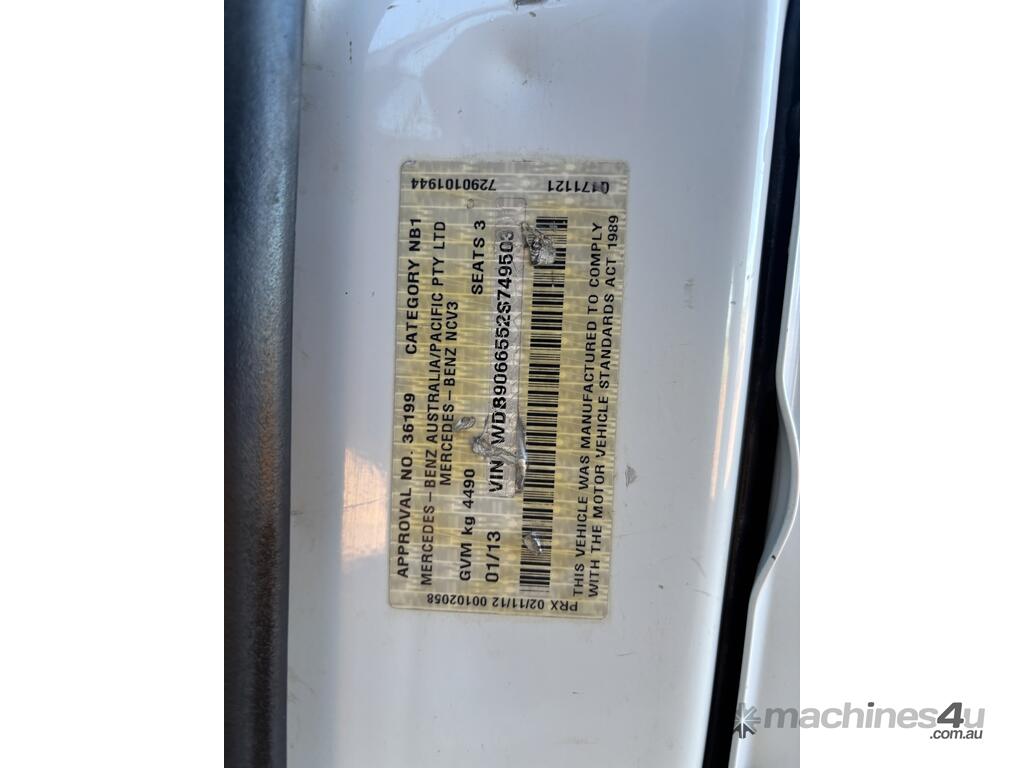 7290101944
0171121
APPROVAL NO. 36199 CATEGORY NB1
MERCEDES-BENZ AUSTRALIA/PACIFIC PTY LTD
MERCEDES-BENZ NCV3
GVM kg 4490 SEATS 3
01/13 VIN WDB9066552S749503
THIS VEHICLE WAS MANUFACTURED TO COMPLY
WITH THE MOTOR VEHICLE STANDARDS ACT 1989
PRX 02/11/12 00102058
machines4u
.com.au